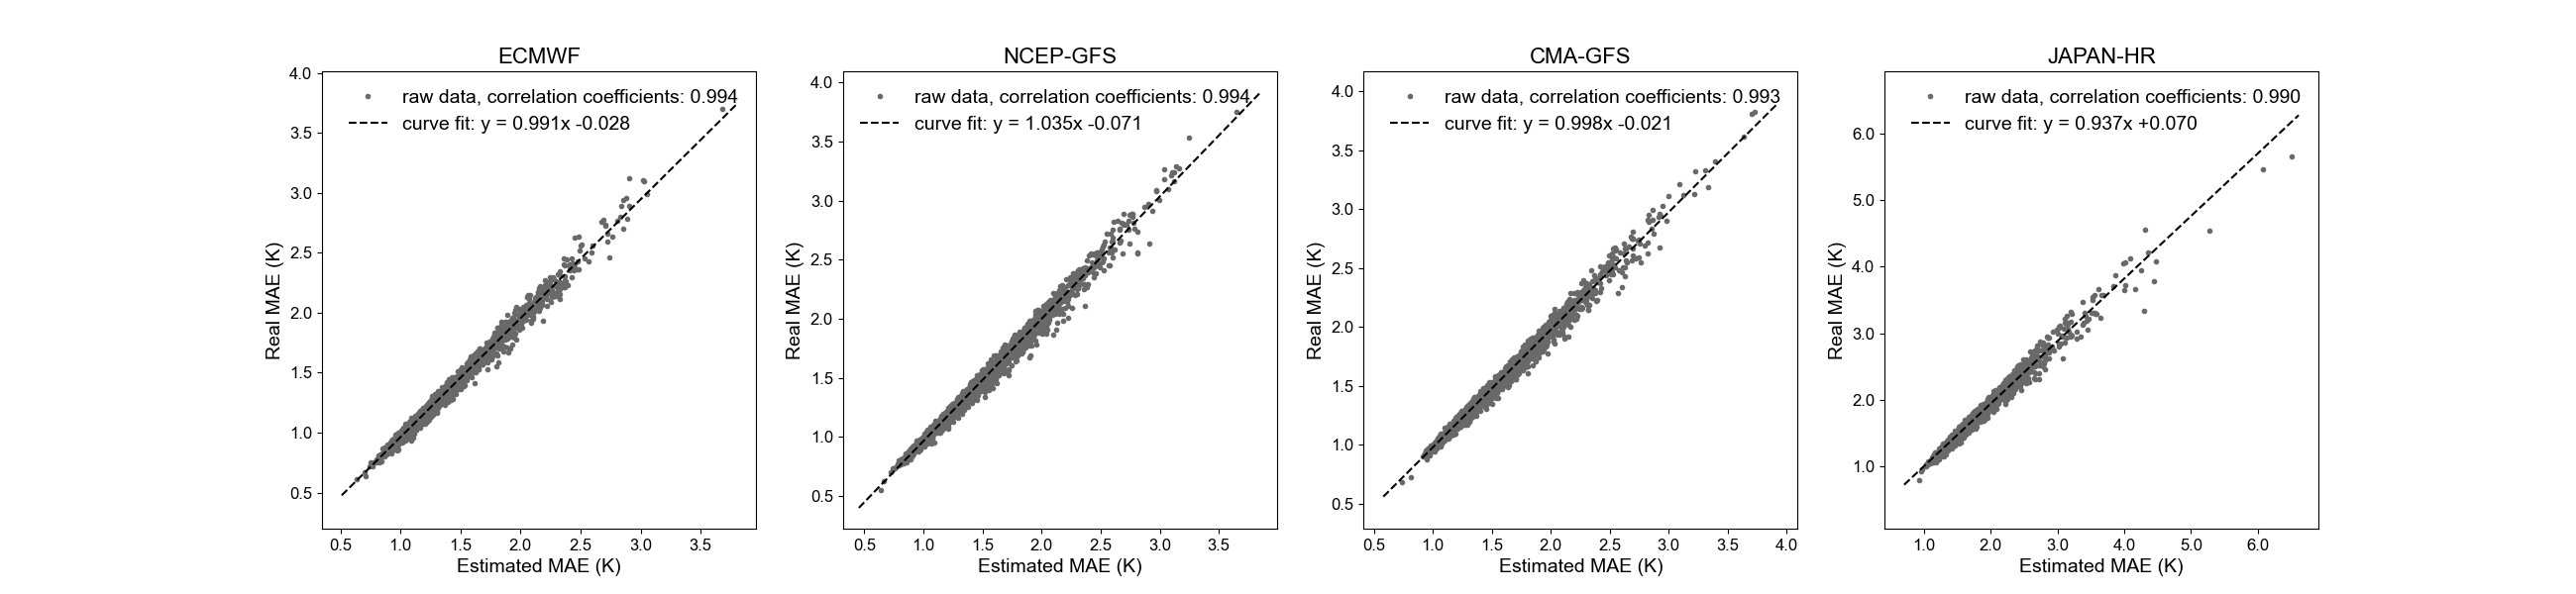 ECMWF
raw data, correlation coefficients: 0.994
curve fit: y = 0.991x -0.028
Real MAE (K)
4.0
3.5
3.0
2.5
2.0
1.5
1.0
0.5
0.5 1.0 1.5 2.0 2.5 3.0 3.5
Estimated MAE (K)
NCEP-GFS
raw data, correlation coefficients: 0.994
curve fit: y = 1.035x -0.071
Real MAE (K)
4.0
3.5
3.0
2.5
2.0
1.5
1.0
0.5
0.5 1.0 1.5 2.0 2.5 3.0 3.5
Estimated MAE (K)
CMA-GFS
raw data, correlation coefficients: 0.993
curve fit: y = 0.998x -0.021
Real MAE (K)
4.0
3.5
3.0
2.5
2.0
1.5
1.0
0.5
0.5 1.0 1.5 2.0 2.5 3.0 3.5 4.0
Estimated MAE (K)
JAPAN-HR
raw data, correlation coefficients: 0.990
curve fit: y = 0.937x +0.070
Real MAE (K)
6.0
5.0
4.0
3.0
2.0
1.0
1.0 2.0 3.0 4.0 5.0 6.0
Estimated MAE (K)